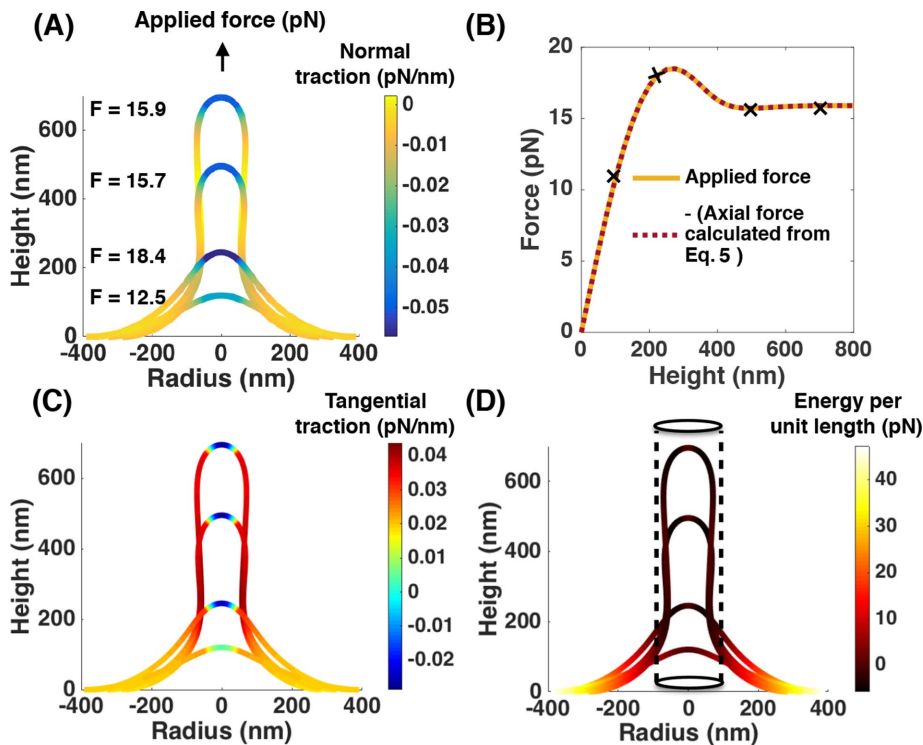 (A)
Applied force (pN)
Normal
traction (pN/nm)
F = 15.9
F = 15.7
F = 18.4
F = 12.5
Height (nm)
600
400
200
0
-400
-200
0
200
400
Radius (nm)
0
-0.01
-0.02
-0.03
-0.04
-0.05
(B)
Force (pN)
20
15
10
5
0
Applied force
- (Axial force
calculated from
Eq. 5 )
0
200
400
600
800
Height (nm)
(C)
Tangential
traction (pN/nm)
Height (nm)
600
400
200
0
-400
-200
0
200
400
Radius (nm)
0.04
0.03
0.02
0.01
0
-0.01
-0.02
(D)
Energy per
unit length (pN)
Height (nm)
600
400
200
0
-400
-200
0
200
400
Radius (nm)
40
30
20
10
0